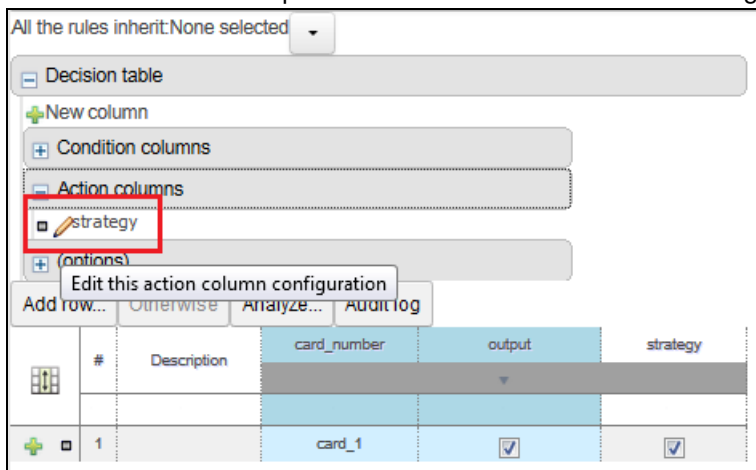 All the rules inherit:None selected
Decision table
New column
Condition columns
Action columns
strategy
(options)
Edit this action column configuration
Add row... Otherwise Analyze... Audit log
# Description card_number output strategy
1 card_1